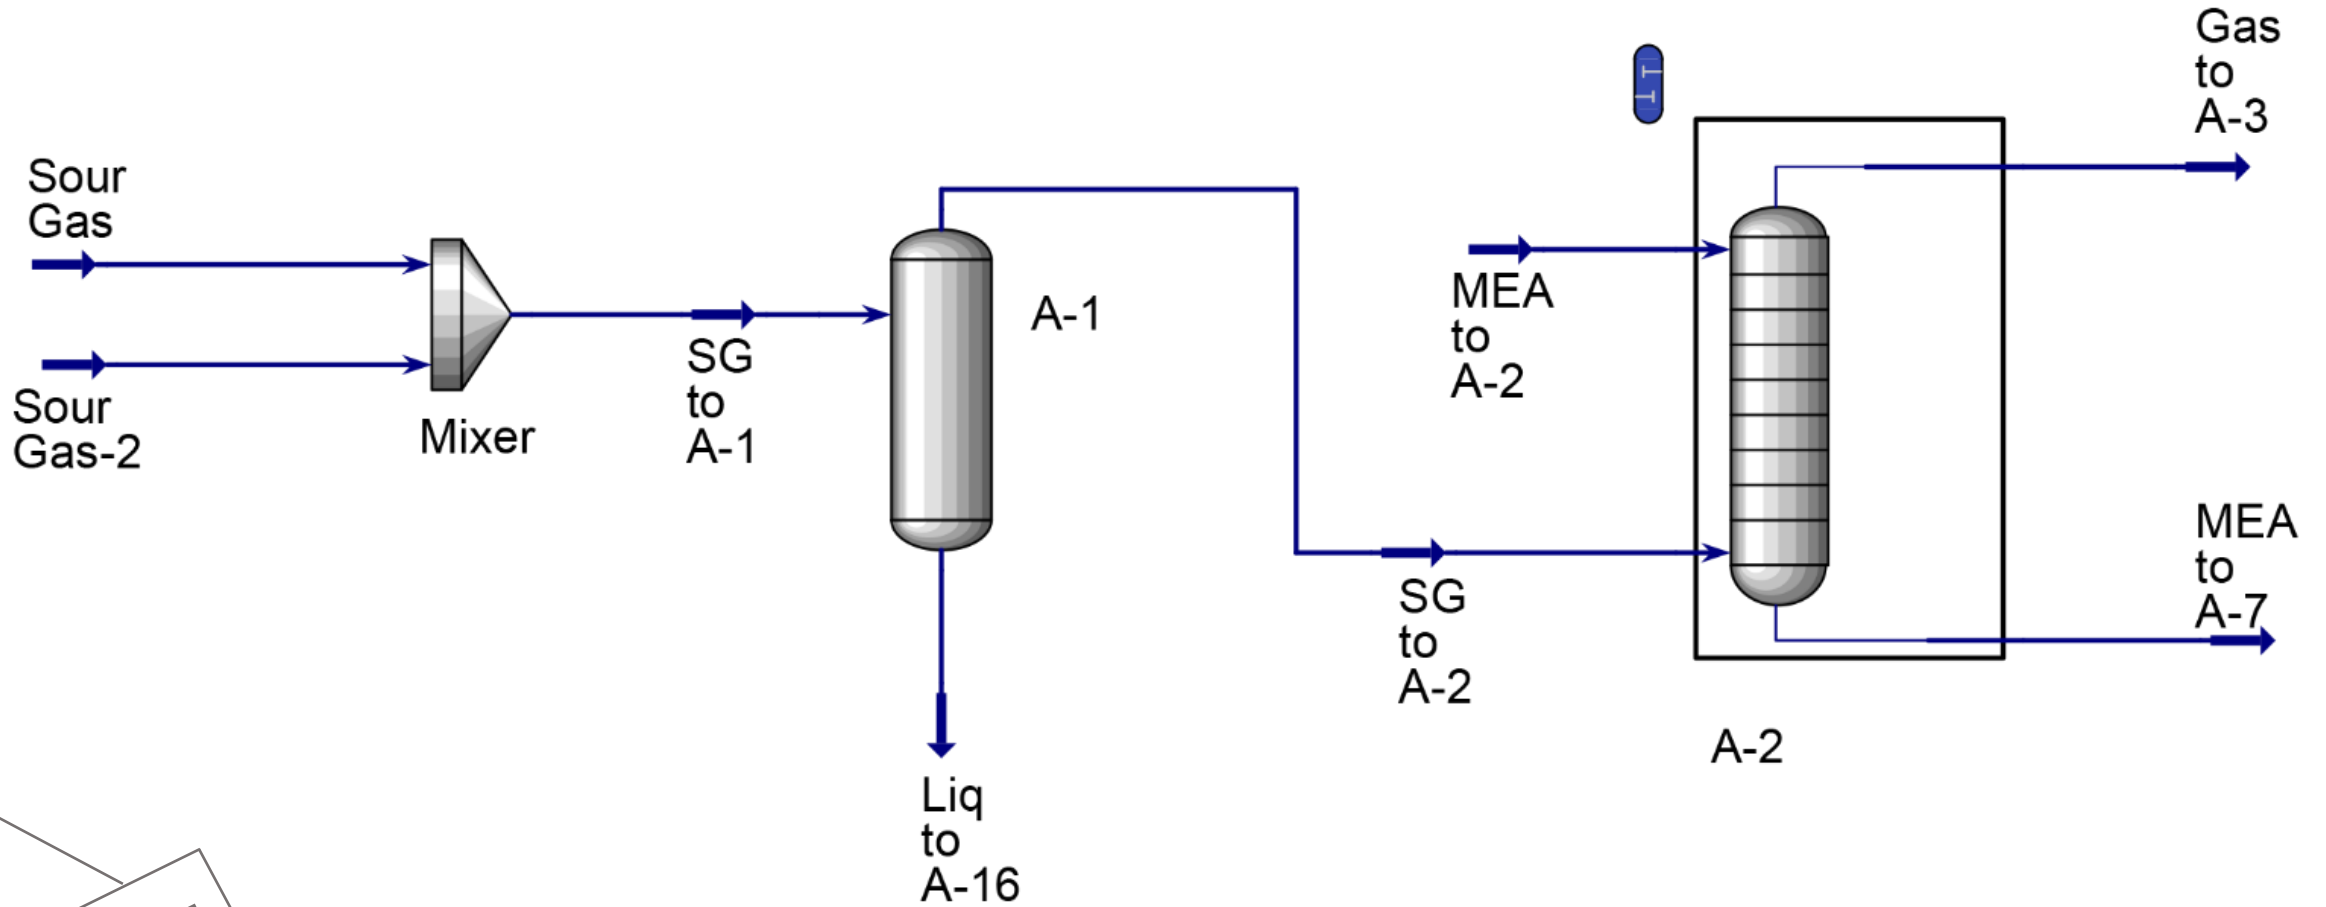 Sour
Gas
Sour
Gas-2
Mixer
SG
to
A-1
A-1
Liq
to
A-16
SG
to
A-2
MEA
to
A-2
A-2
Gas
to
A-3
MEA
to
A-7